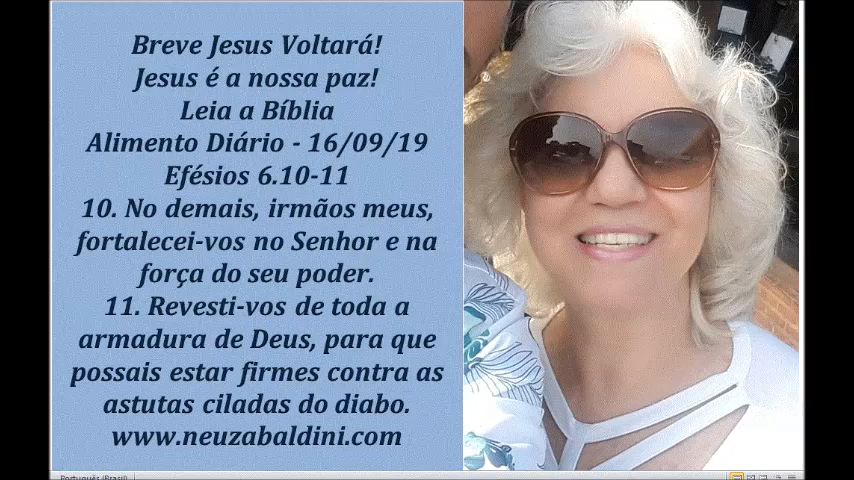 Breve Jesus Voltará!
Jesus é a nossa paz!
Leia a Bíblia
Alimento Diário - 16/09/19
Efésios 6.10-11
10. No demais, irmãos meus,
fortalecei-vos no Senhor e na
força do seu poder.
11. Revesti-vos de toda a
armadura de Deus, para que
possais estar firmes contra as
astutas ciladas do diabo.
www.neuzabaldini.com
Português (Brasil)